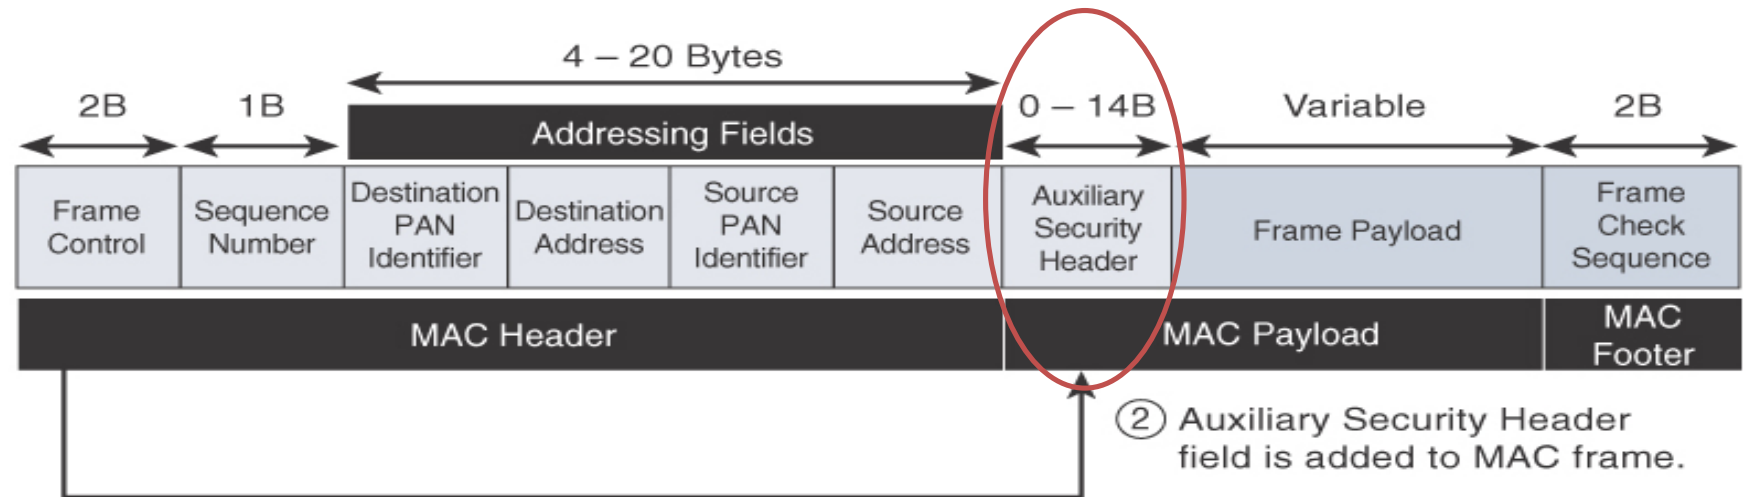 4 – 20 Bytes
2B
1B
0 – 14B
Variable
2B
Addressing Fields
Frame
Control
Sequence
Number
Destination
PAN
Identifier
Destination
Address
Source
PAN
Identifier
Source
Address
Auxiliary
Security
Header
Frame Payload
Frame
Check
Sequence
MAC Header
MAC Payload
MAC
Footer
② Auxiliary Security Header
field is added to MAC frame.